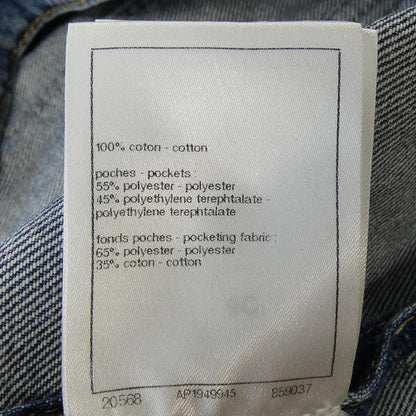 100% coton - cotton
poches - pockets :
55% polyester - polyester
45% polyethylene terephtalate -
polyethylene terephtalate
fonds poches - pocketing fabric :
65% polyester - polyester
35% coton - cotton
20568 AP1949945 859037